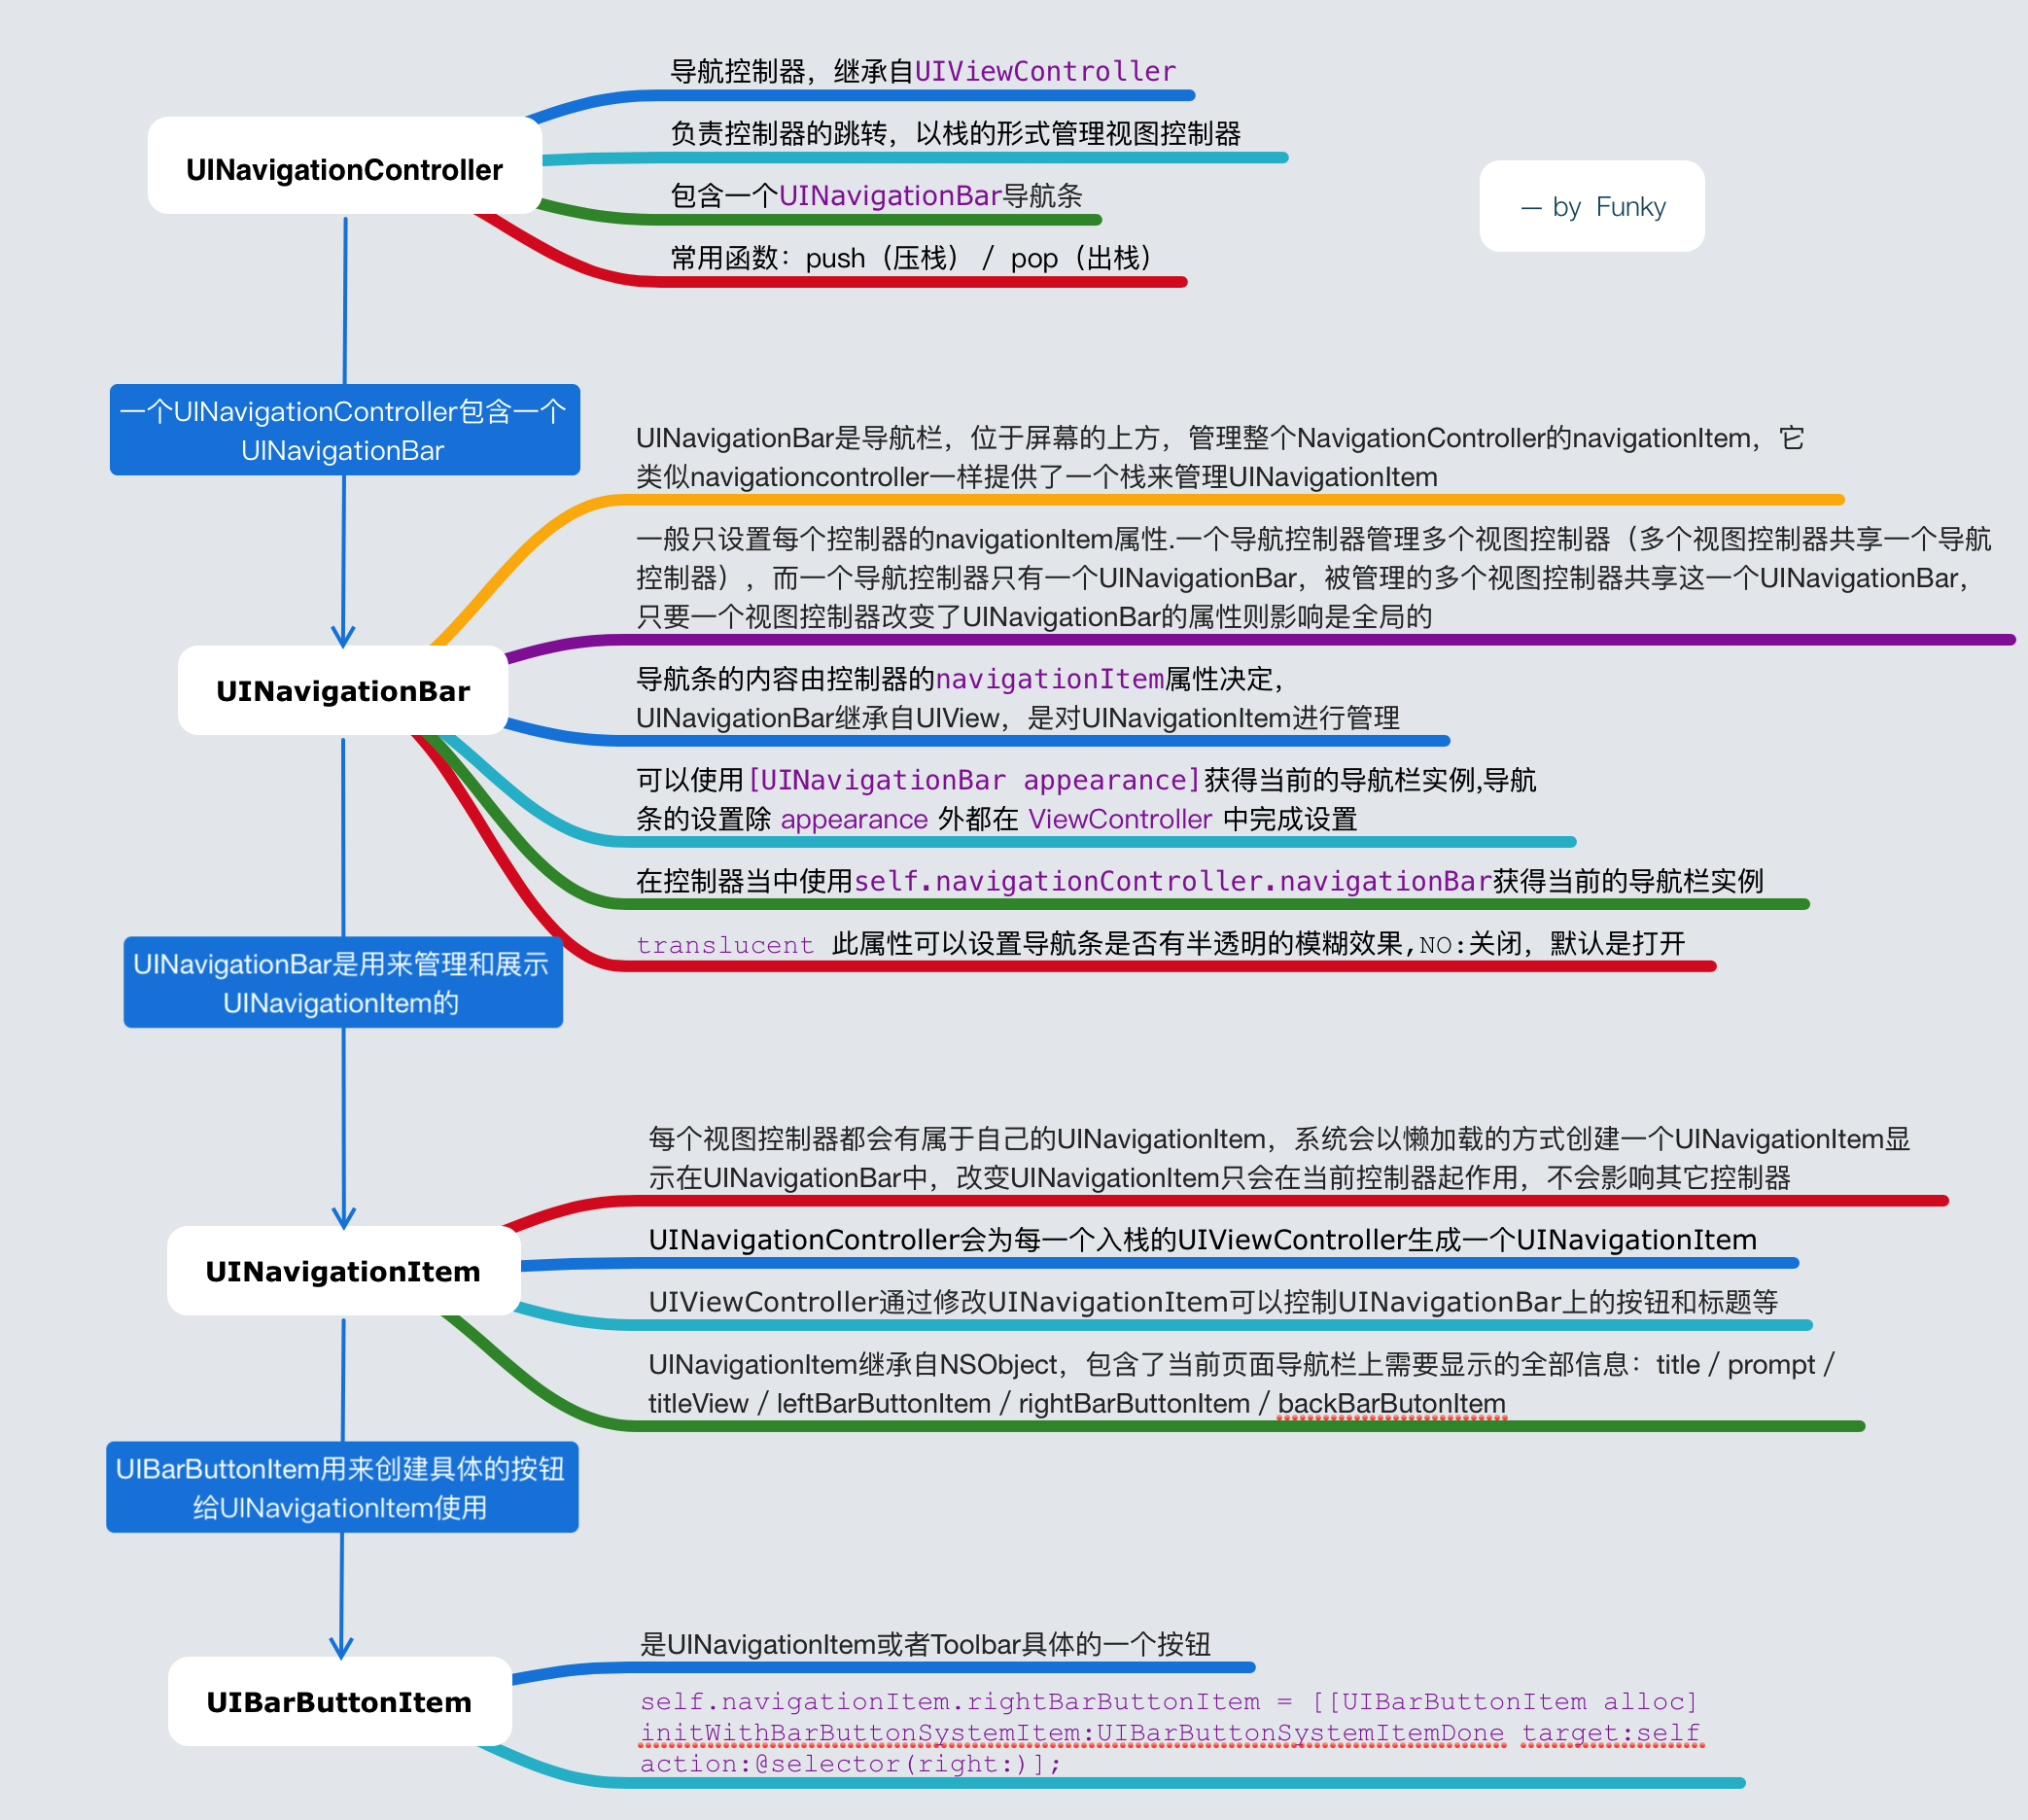 导航控制器，继承自UIViewController
负责控制器的跳转，以栈的形式管理视图控制器
UINavigationController
包含一个UINavigationBar导航条
常用函数：push（压栈） / pop（出栈）
— by Funky
一个UINavigationController包含一个
UINavigationBar
UINavigationBar是导航栏，位于屏幕的上方，管理整个NavigationController的navigationItem，它
类似navigationcontroller一样提供了一个栈来管理UINavigationItem
一般只设置每个控制器的navigationItem属性.一个导航控制器管理多个视图控制器（多个视图控制器共享一个导航
控制器），而一个导航控制器只有一个UINavigationBar，被管理的多个视图控制器共享这一个UINavigationBar，
只要一个视图控制器改变了UINavigationBar的属性则影响是全局的
UINavigationBar
导航条的内容由控制器的navigationItem属性决定，
UINavigationBar继承自UIView，是对UINavigationItem进行管理
可以使用[UINavigationBar appearance]获得当前的导航栏实例,导航
条的设置除 appearance 外都在 ViewController 中完成设置
在控制器当中使用self.navigationController.navigationBar获得当前的导航栏实例
translucent 此属性可以设置导航条是否有半透明的模糊效果,NO:关闭，默认是打开
UINavigationBar是用来管理和展示
UINavigationItem的
每个视图控制器都会有属于自己的UINavigationItem，系统会以懒加载的方式创建一个UINavigationItem显
示在UINavigationBar中，改变UINavigationItem只会在当前控制器起作用，不会影响其它控制器
UINavigationItem
UINavigationController会为每一个入栈的UIViewController生成一个UINavigationItem
UIViewController通过修改UINavigationItem可以控制UINavigationBar上的按钮和标题等
UINavigationItem继承自NSObject，包含了当前页面导航栏上需要显示的全部信息：title / prompt /
titleView / leftBarButtonItem / rightBarButtonItem / backBarButonItem
UIBarButtonItem用来创建具体的按钮
给UINavigationItem使用
是UINavigationItem或者Toolbar具体的一个按钮
UIBarButtonItem
self.navigationItem.rightBarButtonItem = [[UIBarButtonItem alloc]
initWithBarButtonSystemItem:UIBarButtonSystemItemDone target:self
action:@selector(right:)];